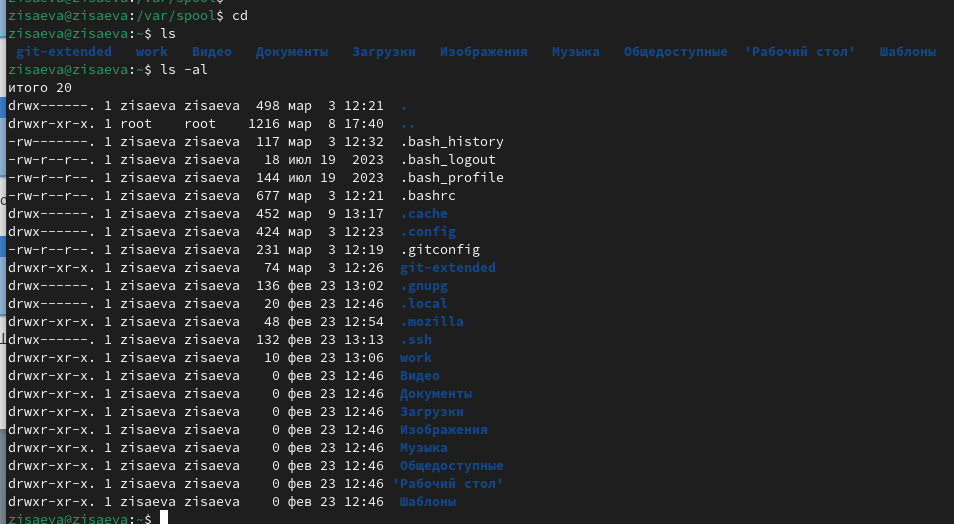 zisaeva@zisaeva:/var/spool$
zisaeva@zisaeva:/var/spool$ cd
zisaeva@zisaeva:~$ ls
git-extended work Видео Документы Загрузки Изображения Музыка Общедоступные 'Рабочий стол' Шаблоны
zisaeva@zisaeva:~$ ls -al
итого 20
drwx------. 1 zisaeva zisaeva 498 мар 3 12:21 .
drwxr-xr-x. 1 root root 1216 мар 8 17:40 ..
-rw-------. 1 zisaeva zisaeva 117 мар 3 12:32 .bash_history
-rw-r--r--. 1 zisaeva zisaeva 18 июл 19 2023 .bash_logout
-rw-r--r--. 1 zisaeva zisaeva 144 июл 19 2023 .bash_profile
-rw-r--r--. 1 zisaeva zisaeva 677 мар 3 12:21 .bashrc
drwx------. 1 zisaeva zisaeva 452 мар 9 13:17 .cache
drwx------. 1 zisaeva zisaeva 424 мар 3 12:23 .config
-rw-r--r--. 1 zisaeva zisaeva 231 мар 3 12:19 .gitconfig
drwxr-xr-x. 1 zisaeva zisaeva 74 мар 3 12:26 git-extended
drwx------. 1 zisaeva zisaeva 136 фев 23 13:02 .gnupg
drwx------. 1 zisaeva zisaeva 20 фев 23 12:46 .local
drwxr-xr-x. 1 zisaeva zisaeva 48 фев 23 12:54 .mozilla
drwx------. 1 zisaeva zisaeva 132 фев 23 13:13 .ssh
drwxr-xr-x. 1 zisaeva zisaeva 10 фев 23 13:06 work
drwxr-xr-x. 1 zisaeva zisaeva 0 фев 23 12:46 Видео
drwxr-xr-x. 1 zisaeva zisaeva 0 фев 23 12:46 Документы
drwxr-xr-x. 1 zisaeva zisaeva 0 фев 23 12:46 Загрузки
drwxr-xr-x. 1 zisaeva zisaeva 0 фев 23 12:46 Изображения
drwxr-xr-x. 1 zisaeva zisaeva 0 фев 23 12:46 Музыка
drwxr-xr-x. 1 zisaeva zisaeva 0 фев 23 12:46 Общедоступные
drwxr-xr-x. 1 zisaeva zisaeva 0 фев 23 12:46 'Рабочий стол'
drwxr-xr-x. 1 zisaeva zisaeva 0 фев 23 12:46 Шаблоны
zisaeva@zisaeva:~$